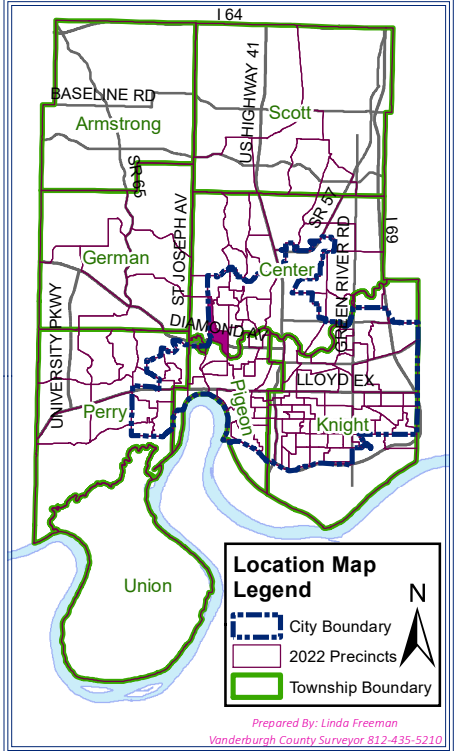 I 64
BASELINE RD
US HIGHWAY 41
Scott
Armstrong
SR 65
SR 57
ST. JOSEPH AV
I 69
German
Center
GREEN RIVER RD
UNIVERSITY PKWY
DIAMOND AV
LLOYD EX
Perry
Pigeon
Knight
Union
Location Map
Legend
City Boundary
2022 Precincts
Township Boundary
N
Prepared By: Linda Freeman
Vanderburgh County Surveyor 812-435-5210